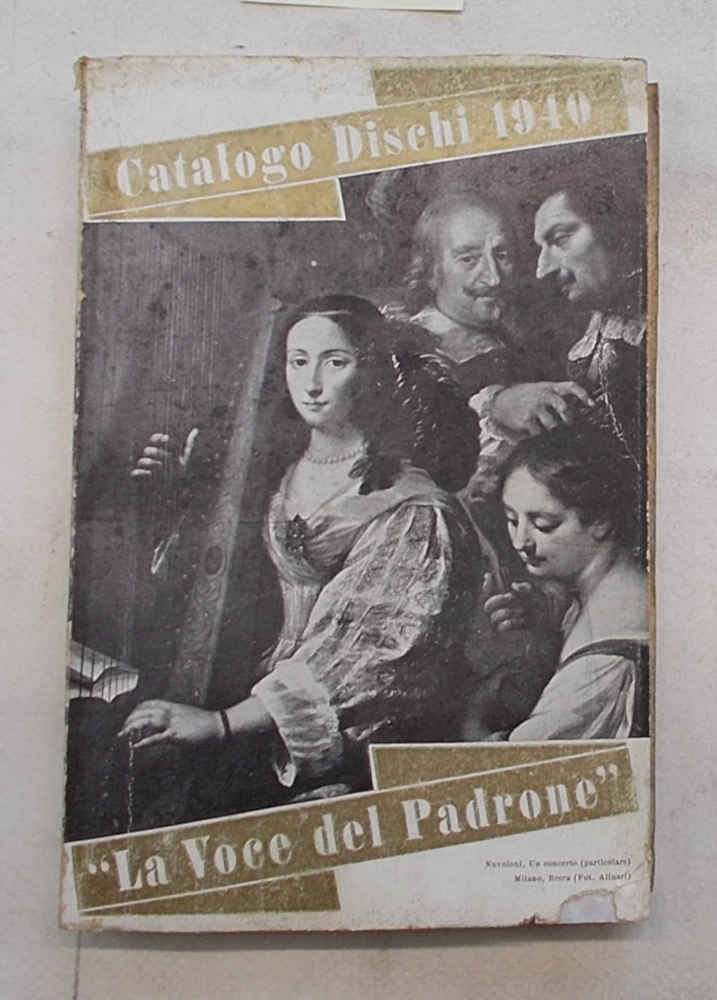 Catalogo Dischi 1940
"La Voce del Padrone"
Nuvoloni, Un concerto (particolare)
Milano, Brera (Fot. Alinari)